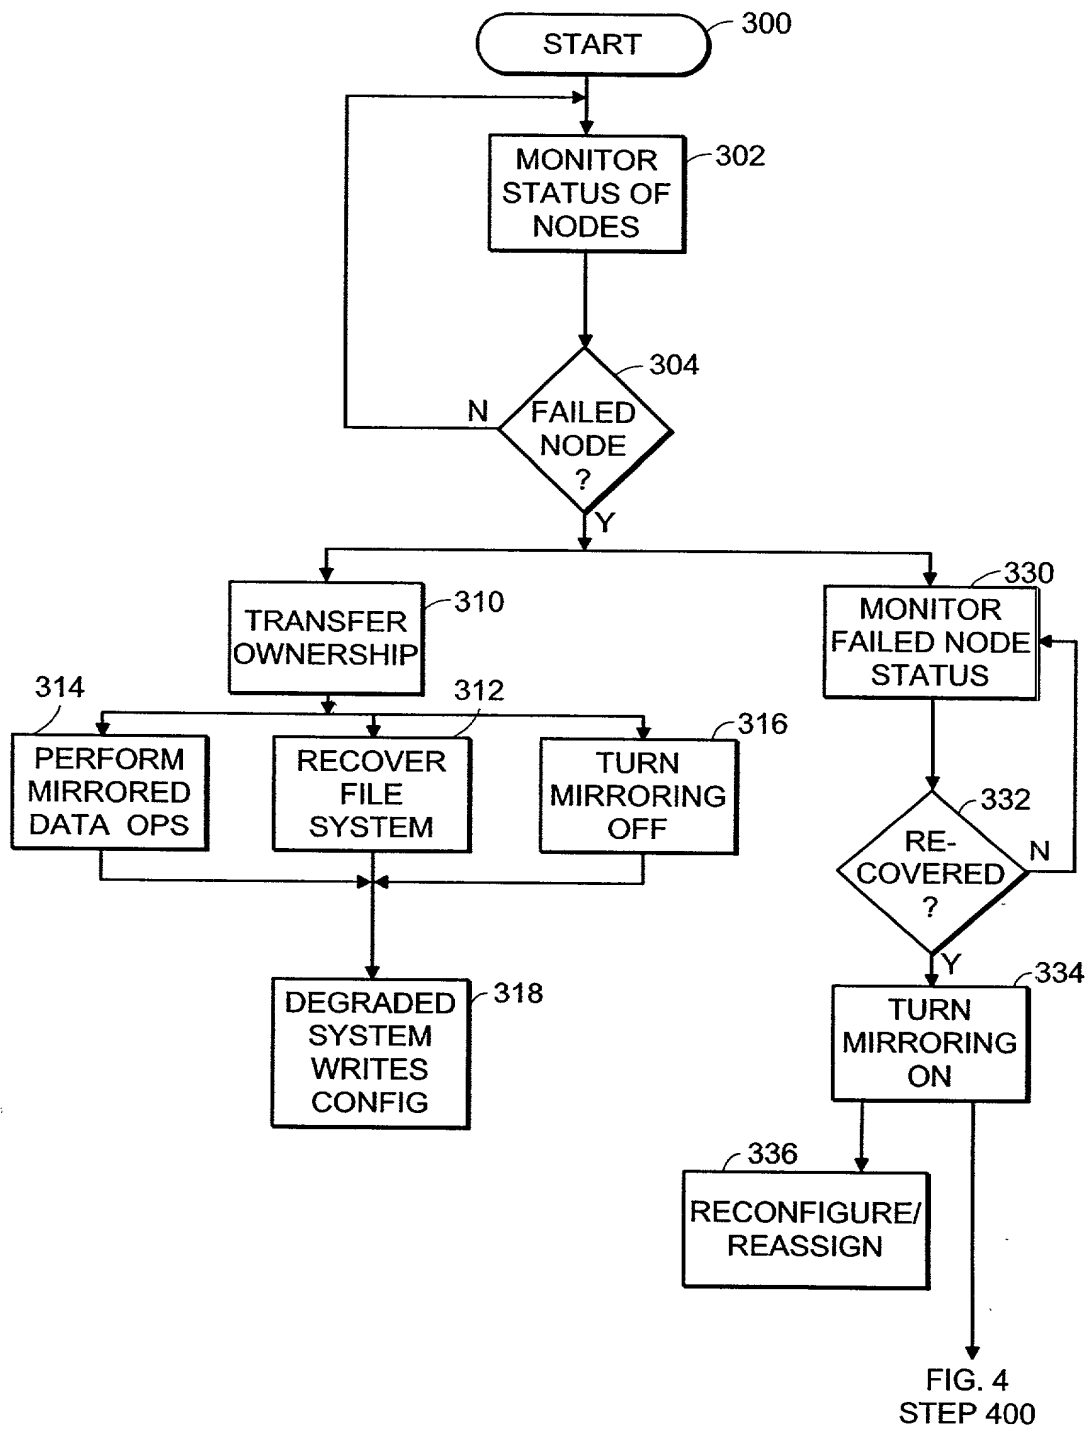 START
300
MONITOR
STATUS OF
NODES
302
304
FAILED
NODE
?
N
Y
TRANSFER
OWNERSHIP
310
330
MONITOR
FAILED NODE
STATUS
314
PERFORM
MIRRORED
DATA OPS
312
RECOVER
FILE
SYSTEM
316
TURN
MIRRORING
OFF
332
RE-
COVERED
?
N
Y
DEGRADED
SYSTEM
WRITES
CONFIG
318
334
TURN
MIRRORING
ON
336
RECONFIGURE/
REASSIGN
FIG. 4
STEP 400